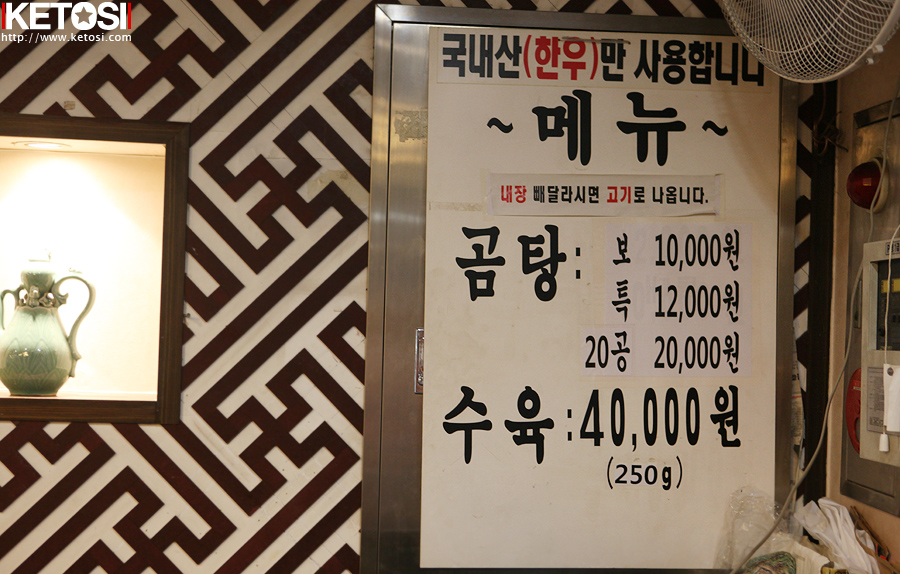 KETOSI
http://www.ketosi.com
국내산(한우)만 사용합니다
~ 메뉴 ~
내장 빼달라시면 고기로 나옵니다.
곰탕: 보 10,000원
특 12,000원
20공 20,000원
수육: 40,000원
(250g)